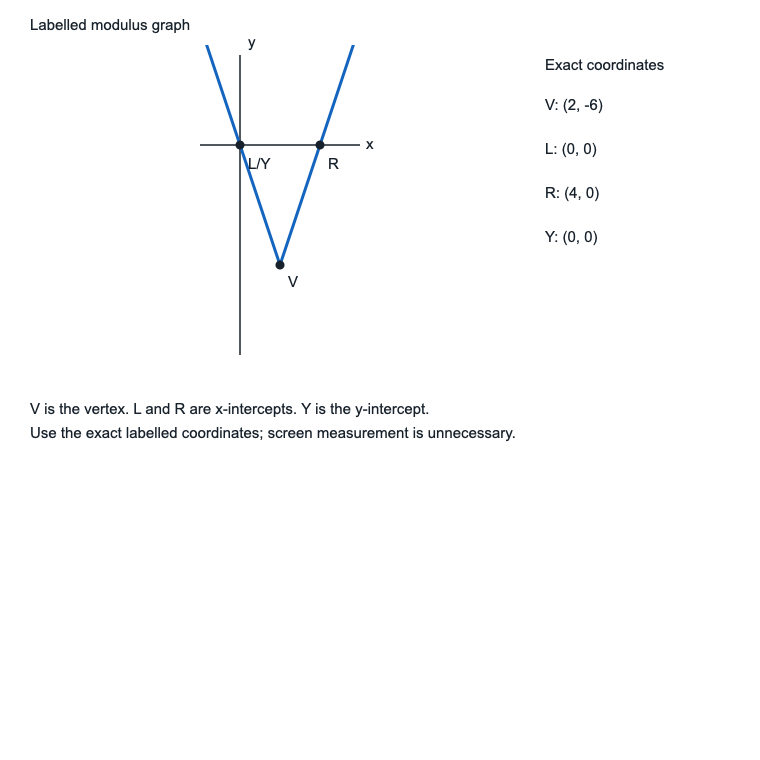 Labelled modulus graph
y
x
L/Y
R
V
Exact coordinates
V: (2, -6)
L: (0, 0)
R: (4, 0)
Y: (0, 0)
V is the vertex. L and R are x-intercepts. Y is the y-intercept.
Use the exact labelled coordinates; screen measurement is unnecessary.